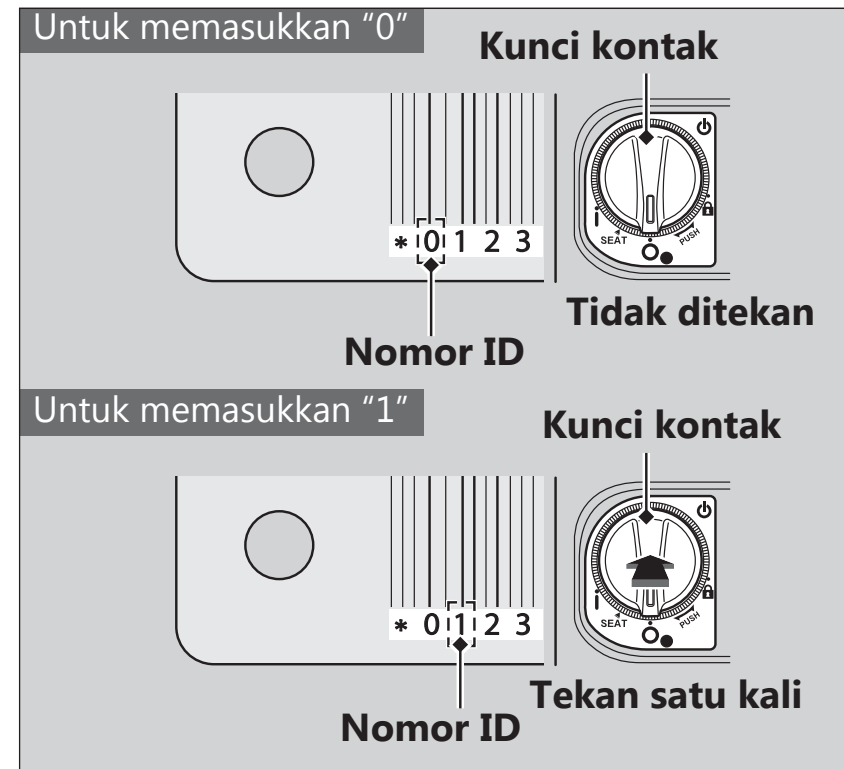 Untuk memasukkan “0”
Kunci kontak
SEAT
PUSH
* 0 1 2 3
Tidak ditekan
Nomor ID
Untuk memasukkan “1”
Kunci kontak
SEAT
PUSH
* 0 1 2 3
Tekan satu kali
Nomor ID